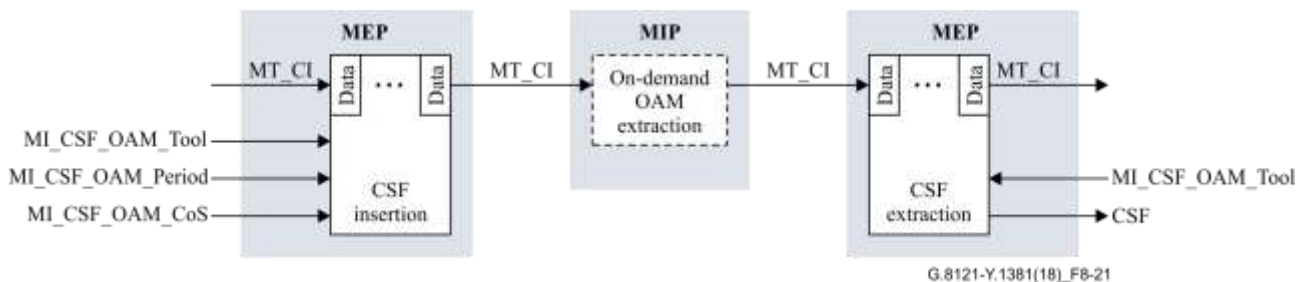 MEP
MIP
MEP
MT_CI
Data
...
Data
MT_CI
On-demand
OAM
extraction
MT_CI
Data
...
Data
MT_CI
MI_CSF_OAM_Tool
MI_CSF_OAM_Period
MI_CSF_OAM_CoS
CSF
insertion
CSF
extraction
MI_CSF_OAM_Tool
CSF
G.8121-Y.1381(18)_F8-21